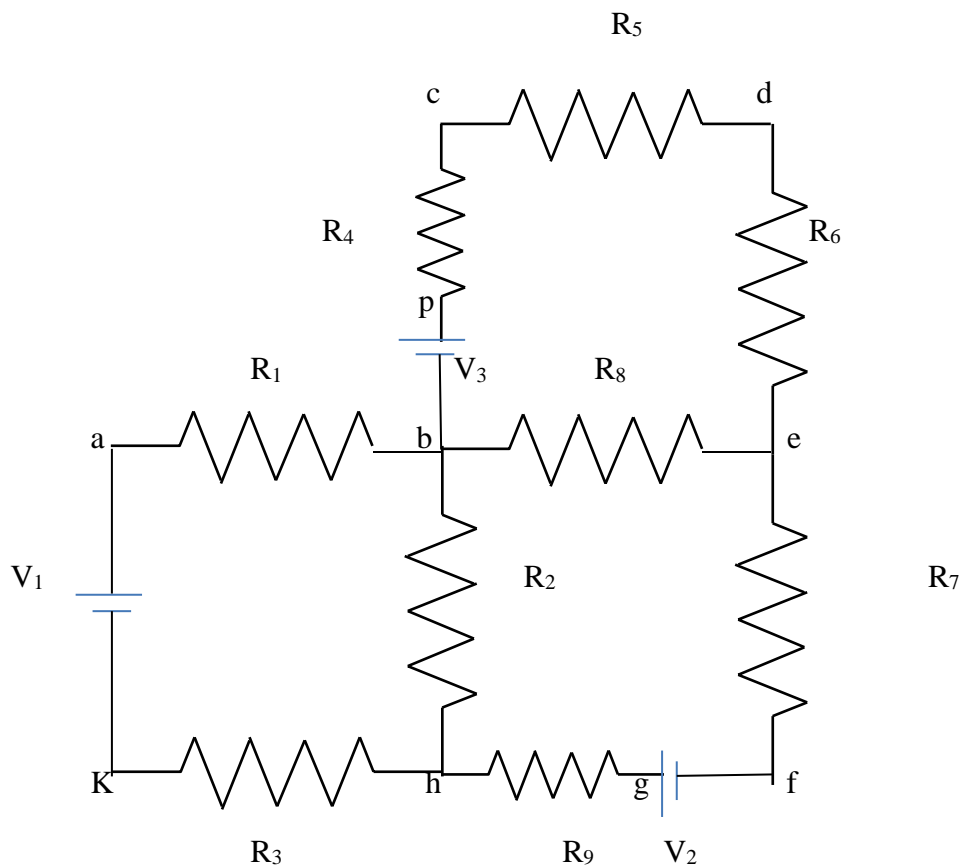 R₅
c d
R₄ R₆
p
R₁ V₃ R₈
a b e
V₁ R₂ R₇
K h g f
R₃ R₉ V₂